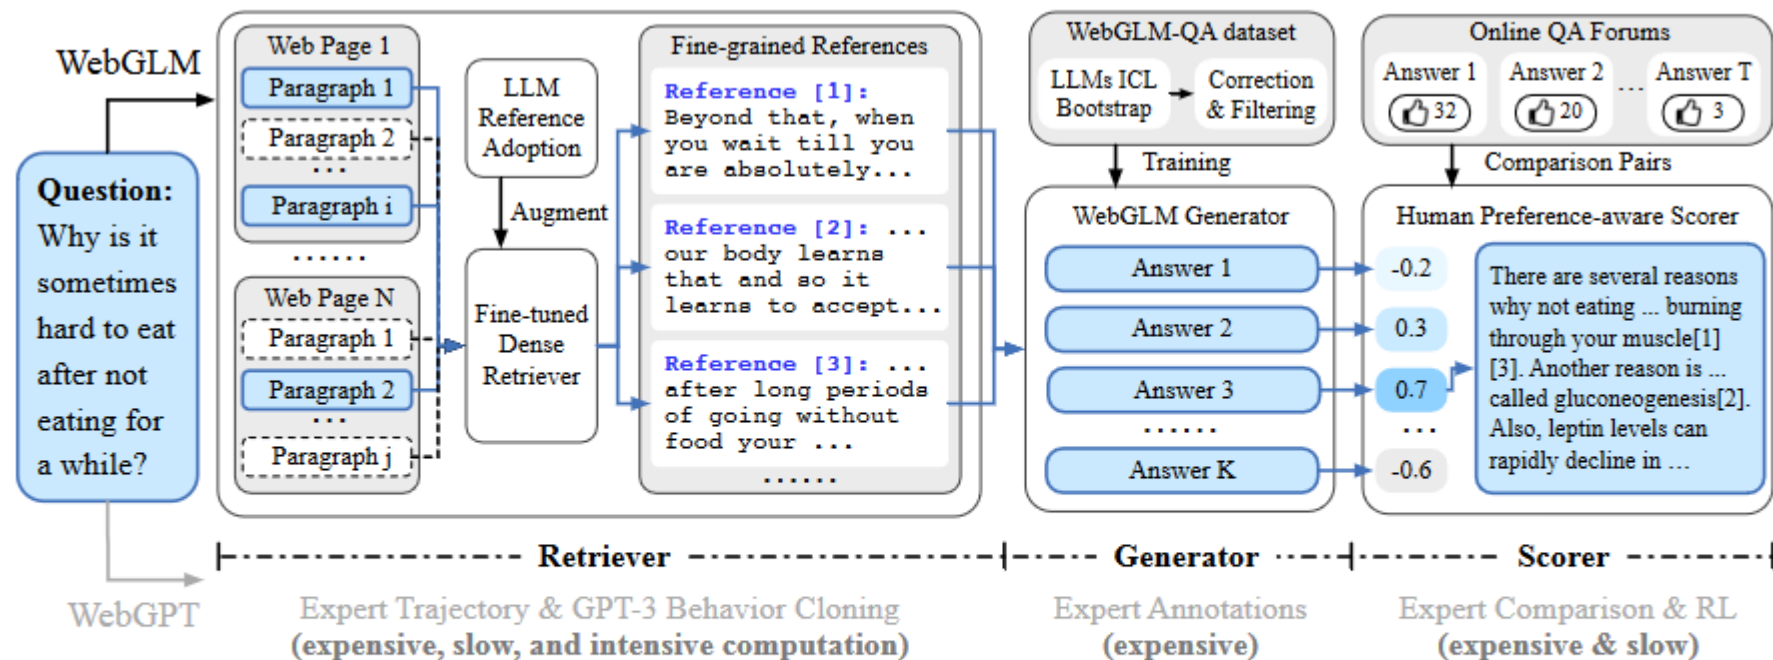 WebGLM
Question:
Why is it
sometimes
hard to eat
after not
eating for
a while?
WebGPT
Web Page 1
Paragraph 1
Paragraph 2
...
Paragraph i
......
Web Page N
Paragraph 1
Paragraph 2
...
Paragraph j
LLM
Reference
Adoption
Augment
Fine-tuned
Dense
Retriever
Fine-grained References
Reference [1]:
Beyond that, when
you wait till you
are absolutely...
Reference [2]: ...
our body learns
that and so it
learns to accept...
Reference [3]: ...
after long periods
of going without
food your ...
......
WebGLM-QA dataset
LLMs ICL
Bootstrap
Correction
& Filtering
Training
WebGLM Generator
Answer 1
Answer 2
Answer 3
......
Answer K
Online QA Forums
Answer 1
32
Answer 2
20
...
Answer T
3
Comparison Pairs
Human Preference-aware Scorer
-0.2
0.3
0.7
...
-0.6
There are several reasons
why not eating ... burning
through your muscle[1]
[3]. Another reason is ...
called gluconeogenesis[2].
Also, leptin levels can
rapidly decline in ...
Retriever
Generator
Scorer
Expert Trajectory & GPT-3 Behavior Cloning
(expensive, slow, and intensive computation)
Expert Annotations
(expensive)
Expert Comparison & RL
(expensive & slow)